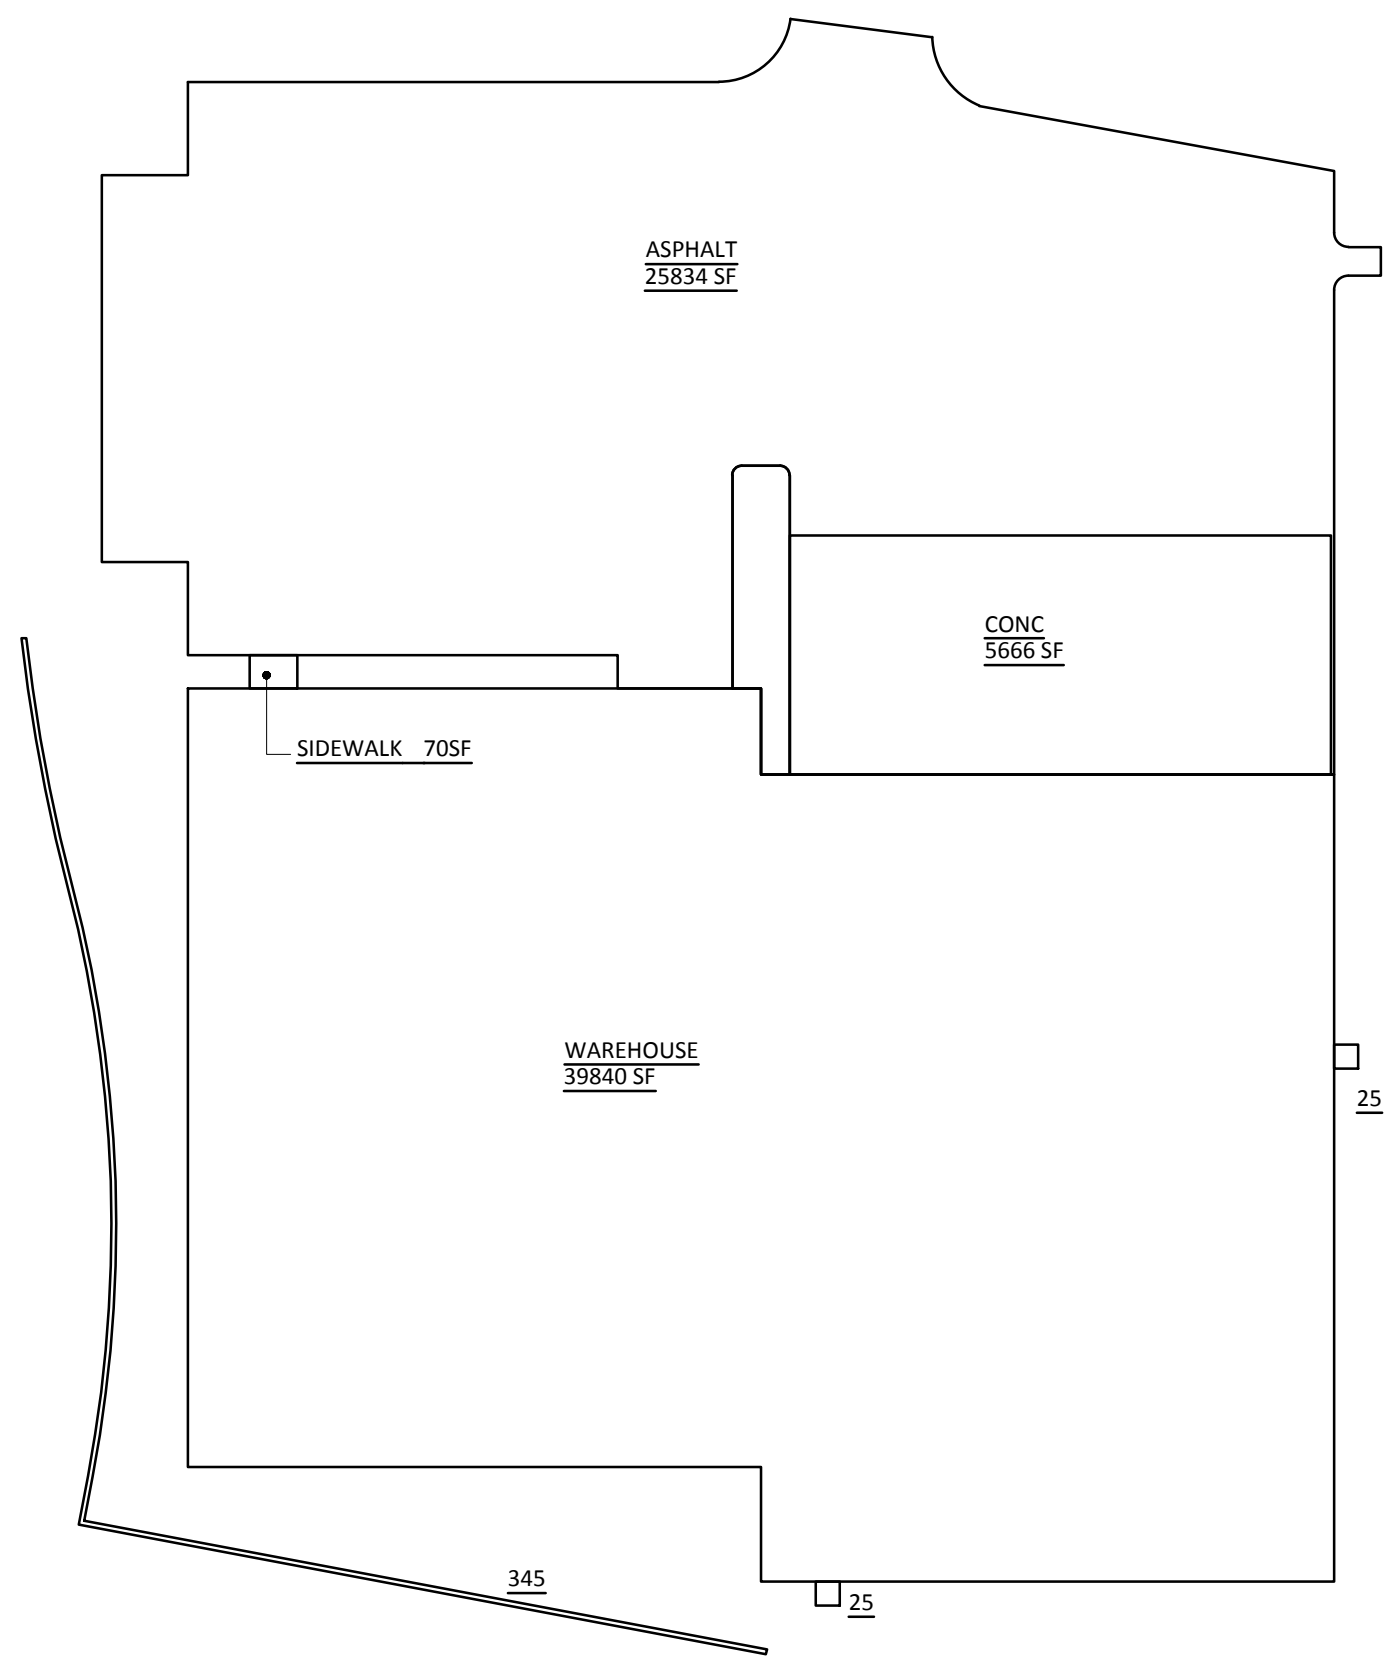 ASPHALT
25834 SF
CONC
5666 SF
SIDEWALK 70SF
WAREHOUSE
39840 SF
25
345
25